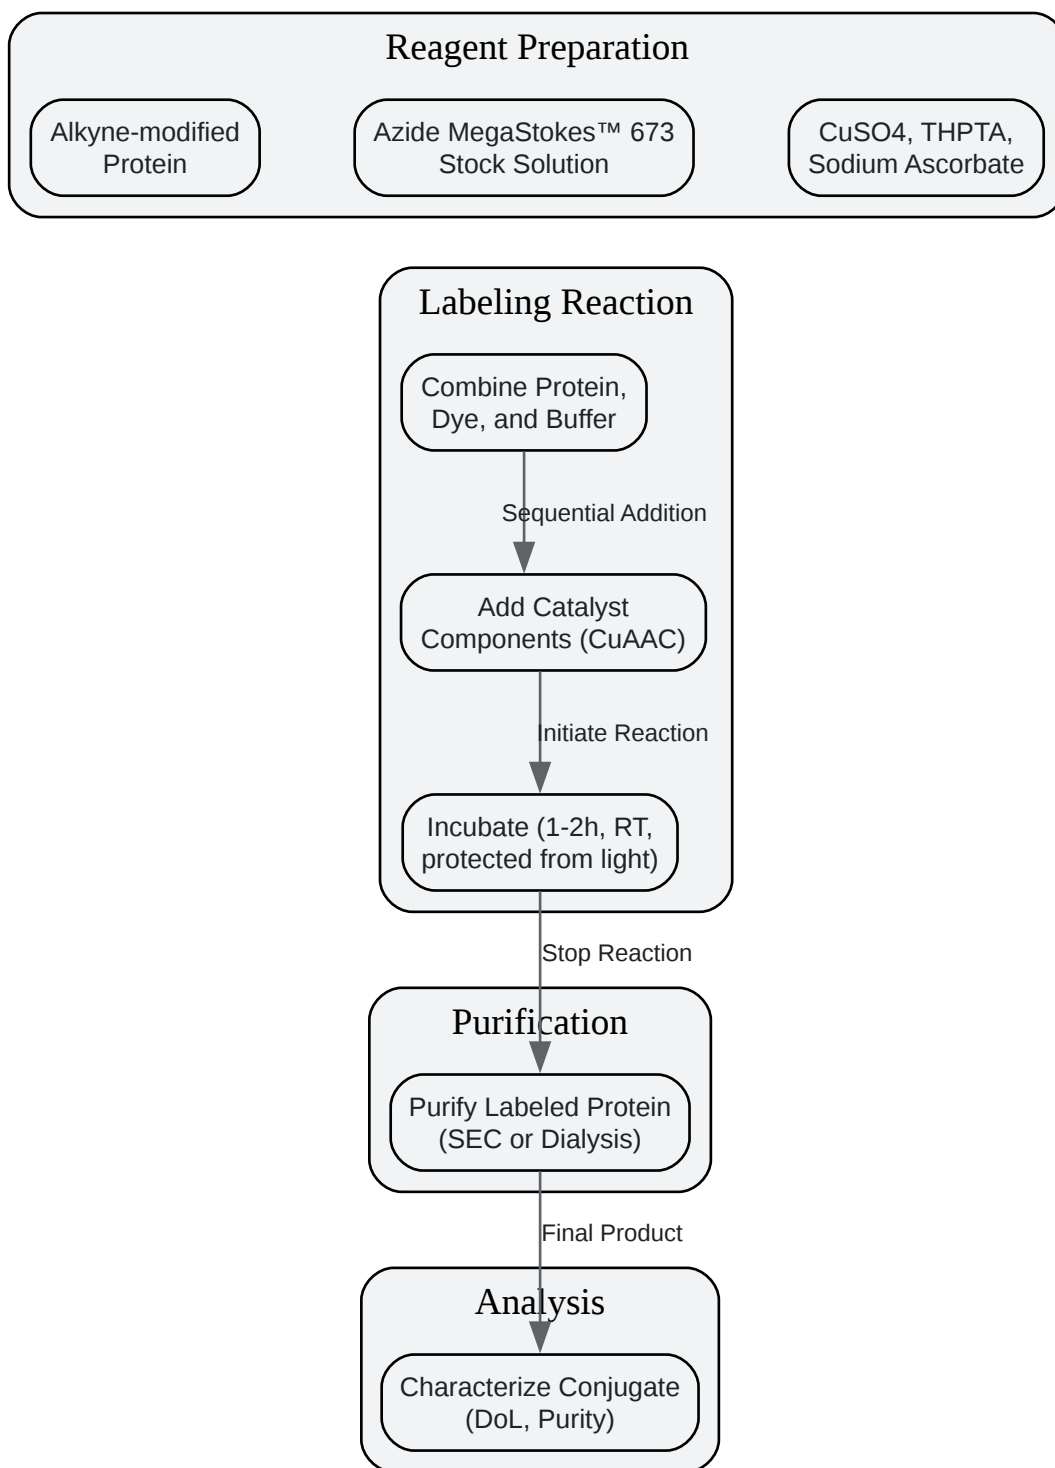 Reagent Preparation
Alkyne-modified
Protein
Azide MegaStokes™ 673
Stock Solution
CuSO4, THPTA,
Sodium Ascorbate
Labeling Reaction
Combine Protein,
Dye, and Buffer
Sequential Addition
Add Catalyst
Components (CuAAC)
Initiate Reaction
Incubate (1-2h, RT,
protected from light)
Stop Reaction
Purification
Purify Labeled Protein
(SEC or Dialysis)
Final Product
Analysis
Characterize Conjugate
(DoL, Purity)